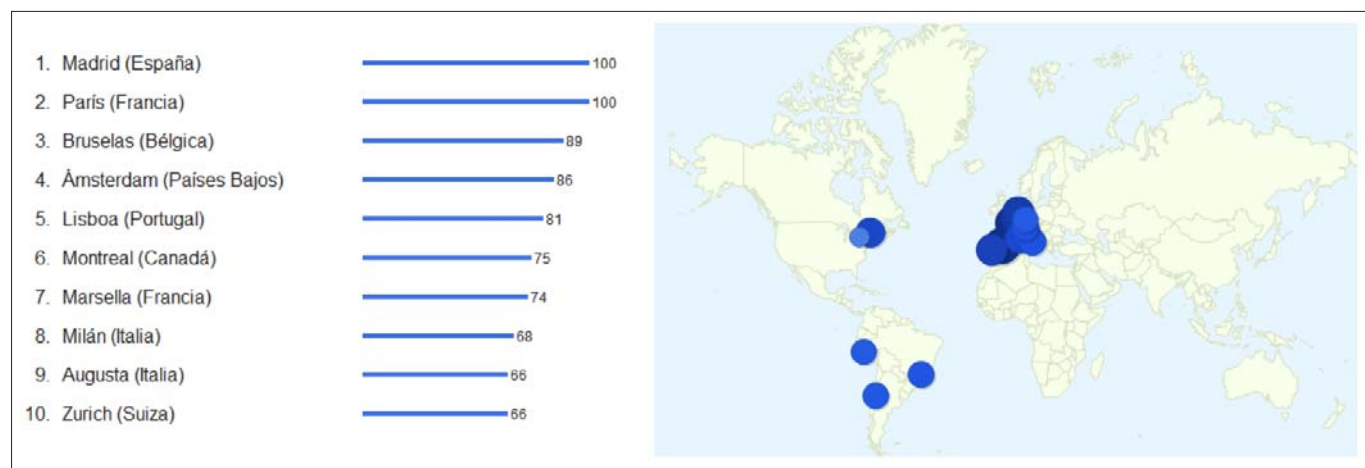 1. Madrid (España) 100
2. París (Francia) 100
3. Bruselas (Bélgica) 89
4. Ámsterdam (Países Bajos) 86
5. Lisboa (Portugal) 81
6. Montreal (Canadá) 75
7. Marsella (Francia) 74
8. Milán (Italia) 68
9. Augusta (Italia) 66
10. Zurich (Suiza) 66